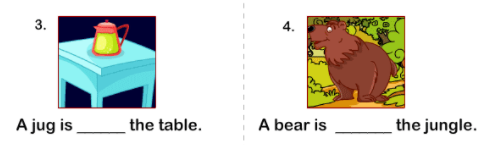 3.
A jug is ______ the table.
4.
A bear is _______ the jungle.